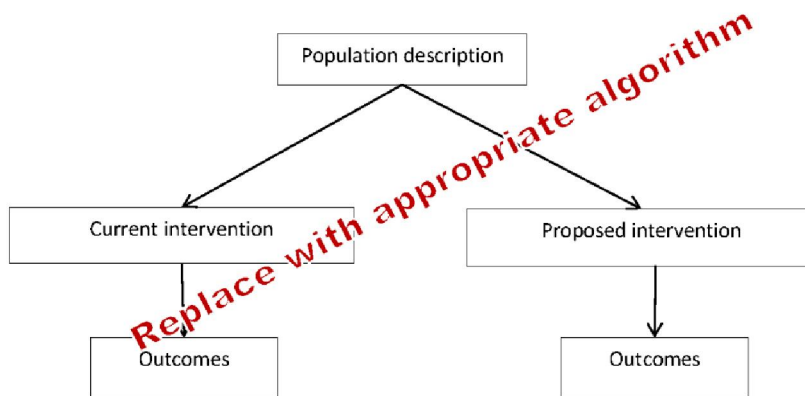 Population description
Replace with appropriate algorithm
Current intervention
Proposed intervention
Outcomes
Outcomes